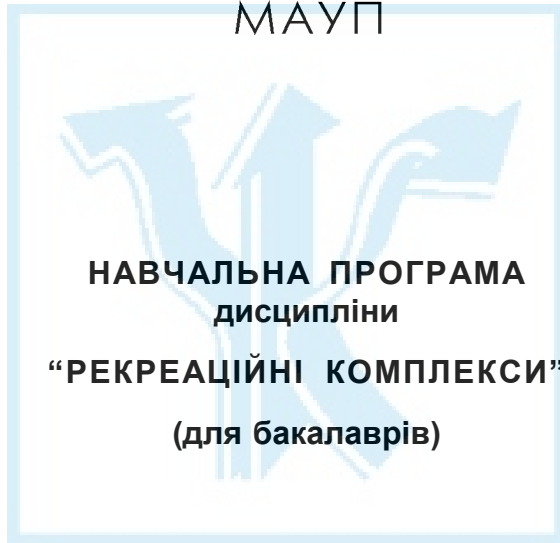 МАУП
НАВЧАЛЬНА ПРОГРАМА
дисципліни
“РЕКРЕАЦІЙНІ КОМПЛЕКСИ”
(для бакалаврів)